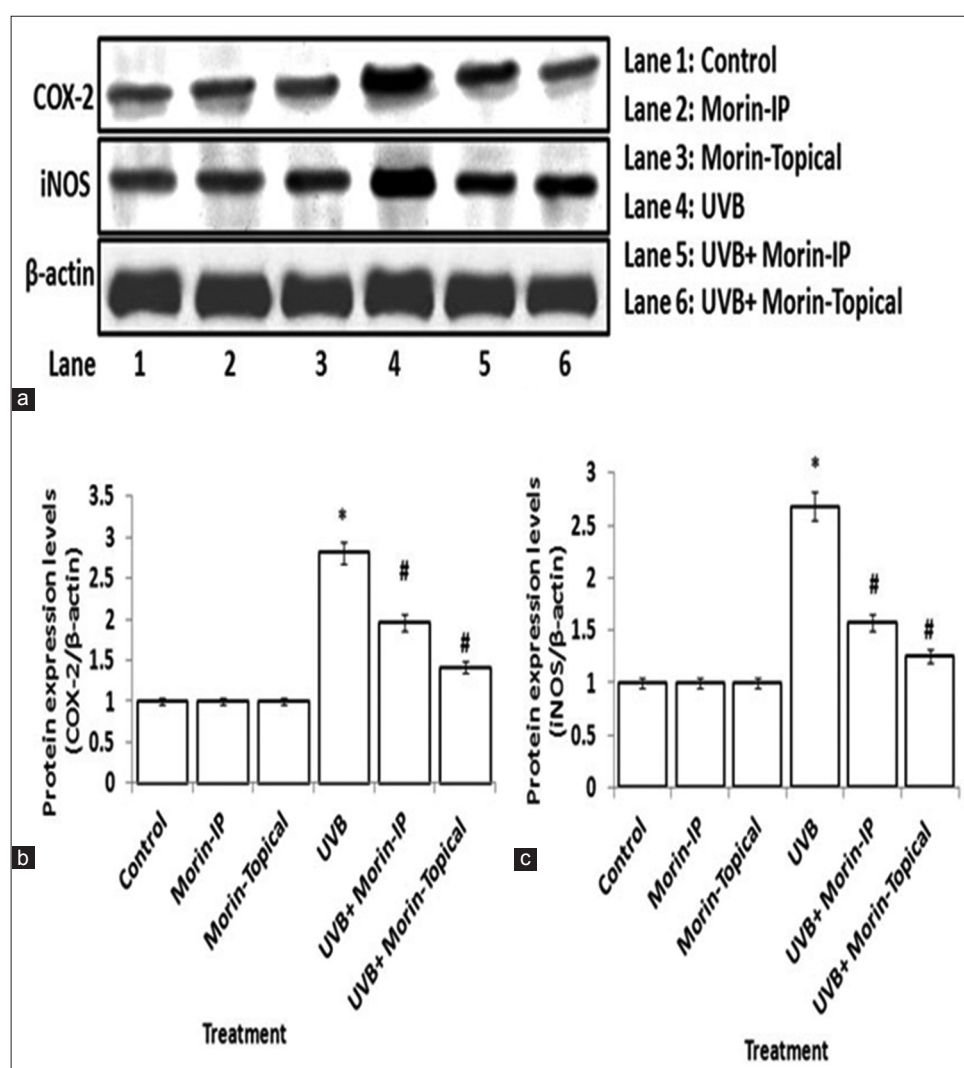 COX-2
iNOS
β-actin
Lane 1 2 3 4 5 6
Lane 1: Control
Lane 2: Morin-IP
Lane 3: Morin-Topical
Lane 4: UVB
Lane 5: UVB+ Morin-IP
Lane 6: UVB+ Morin-Topical
a
Protein expression levels
(COX-2/β-actin)
3.5
3
2.5
2
1.5
1
0.5
0
*
#
#
Control
Morin-IP
Morin-Topical
UVB
UVB+ Morin-IP
UVB+ Morin-Topical
Treatment
b
Protein expression levels
(iNOS/β-actin)
3
2.5
2
1.5
1
0.5
0
*
#
#
Control
Morin-IP
Morin-Topical
UVB
UVB+ Morin-IP
UVB+ Morin-Topical
Treatment
c